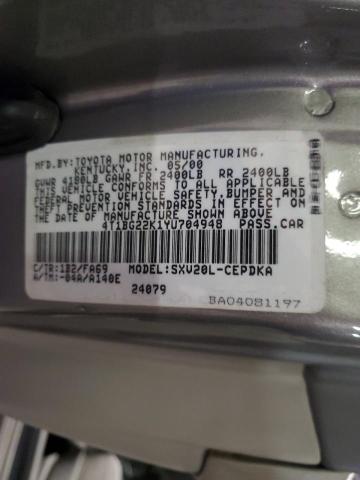 MFD.BY:TOYOTA MOTOR MANUFACTURING,
KENTUCKY,INC. 05/00
GVWR 4180LB GAWR FR 2400LB RR 2400LB
THIS VEHICLE CONFORMS TO ALL APPLICABLE
FEDERAL MOTOR VEHICLE SAFETY,BUMPER AND
THEFT PREVENTION STANDARDS IN EFFECT ON
THE DATE OF MANUFACTURE SHOWN ABOVE.
4T1BG22K1YU704948 PASS.CAR
C/TR:1B2/FA69 MODEL:SXV20L-CEPDKA
A/TM:-04A/A140E
24079
BA04081197